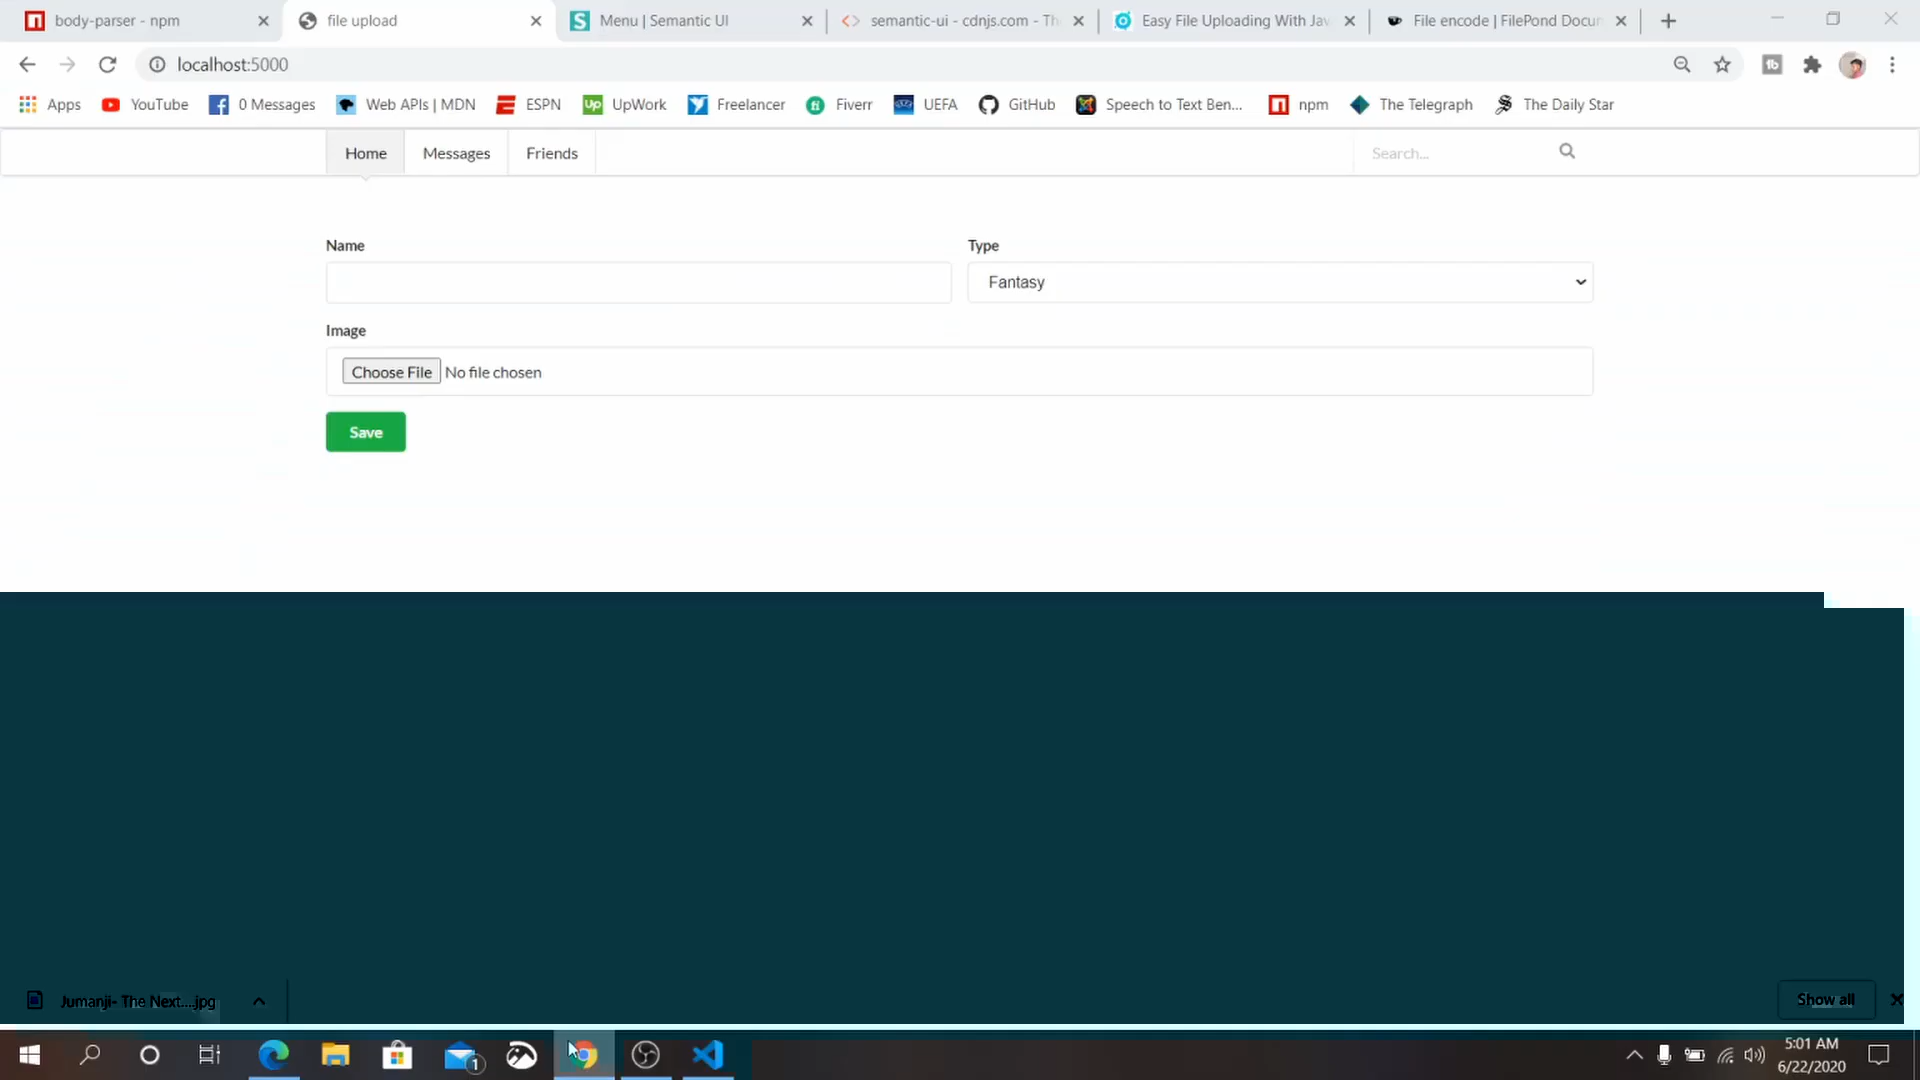 body-parser - npm
file upload
Menu | Semantic UI
semantic-ui - cdnjs.com - Th
Easy File Uploading With Jav
File encode | FilePond Docum
localhost:5000
Apps
YouTube
0 Messages
Web APIs | MDN
ESPN
UpWork
Freelancer
Fiverr
UEFA
GitHub
Speech to Text Ben...
npm
The Telegraph
The Daily Star
Home
Messages
Friends
Search...
Name
Type
Fantasy
Image
Choose File No file chosen
Save
Jumanji- The Next....jpg
Show all
1
5:01 AM
6/22/2020